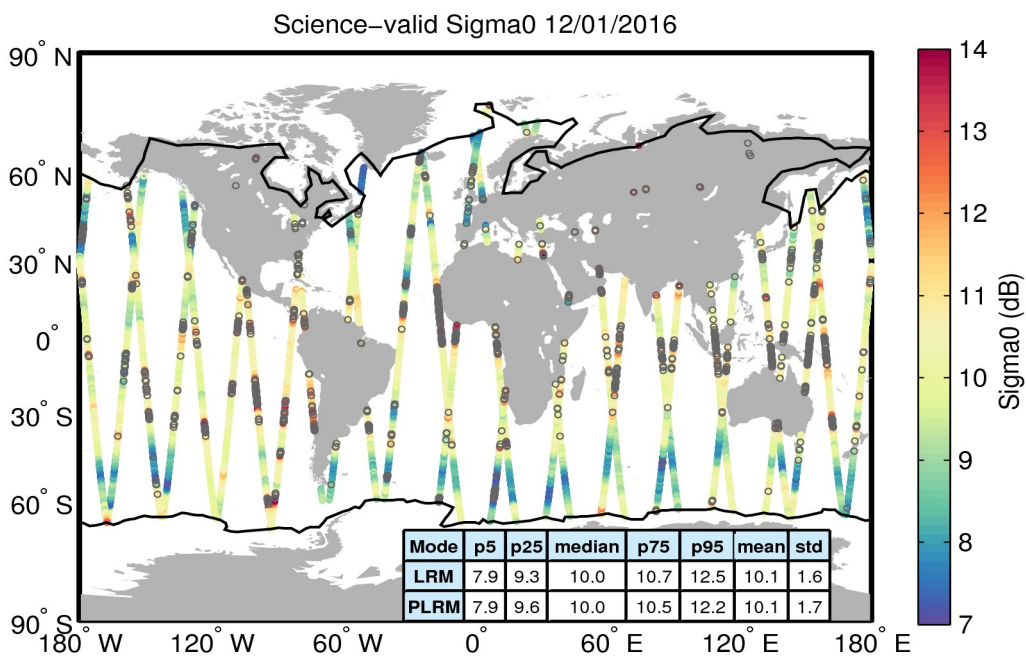 Science-valid Sigma0 12/01/2016
90° N
60° N
30° N
0°
30° S
60° S
90° S
180° W
120° W
60° W
0°
60° E
120° E
180° E
Mode p5 p25 median p75 p95 mean std
LRM 7.9 9.3 10.0 10.7 12.5 10.1 1.6
PLRM 7.9 9.6 10.0 10.5 12.2 10.1 1.7
14
13
12
11
10
9
8
7
Sigma0 (dB)